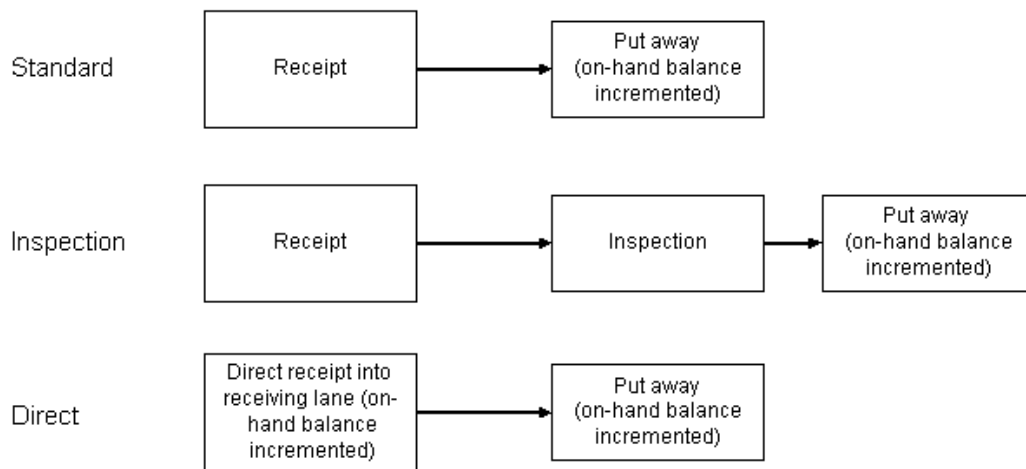 Standard
Receipt
Put away
(on-hand balance
incremented)
Inspection
Receipt
Inspection
Put away
(on-hand balance
incremented)
Direct
Direct receipt into
receiving lane (on-
hand balance
incremented)
Put away
(on-hand balance
incremented)